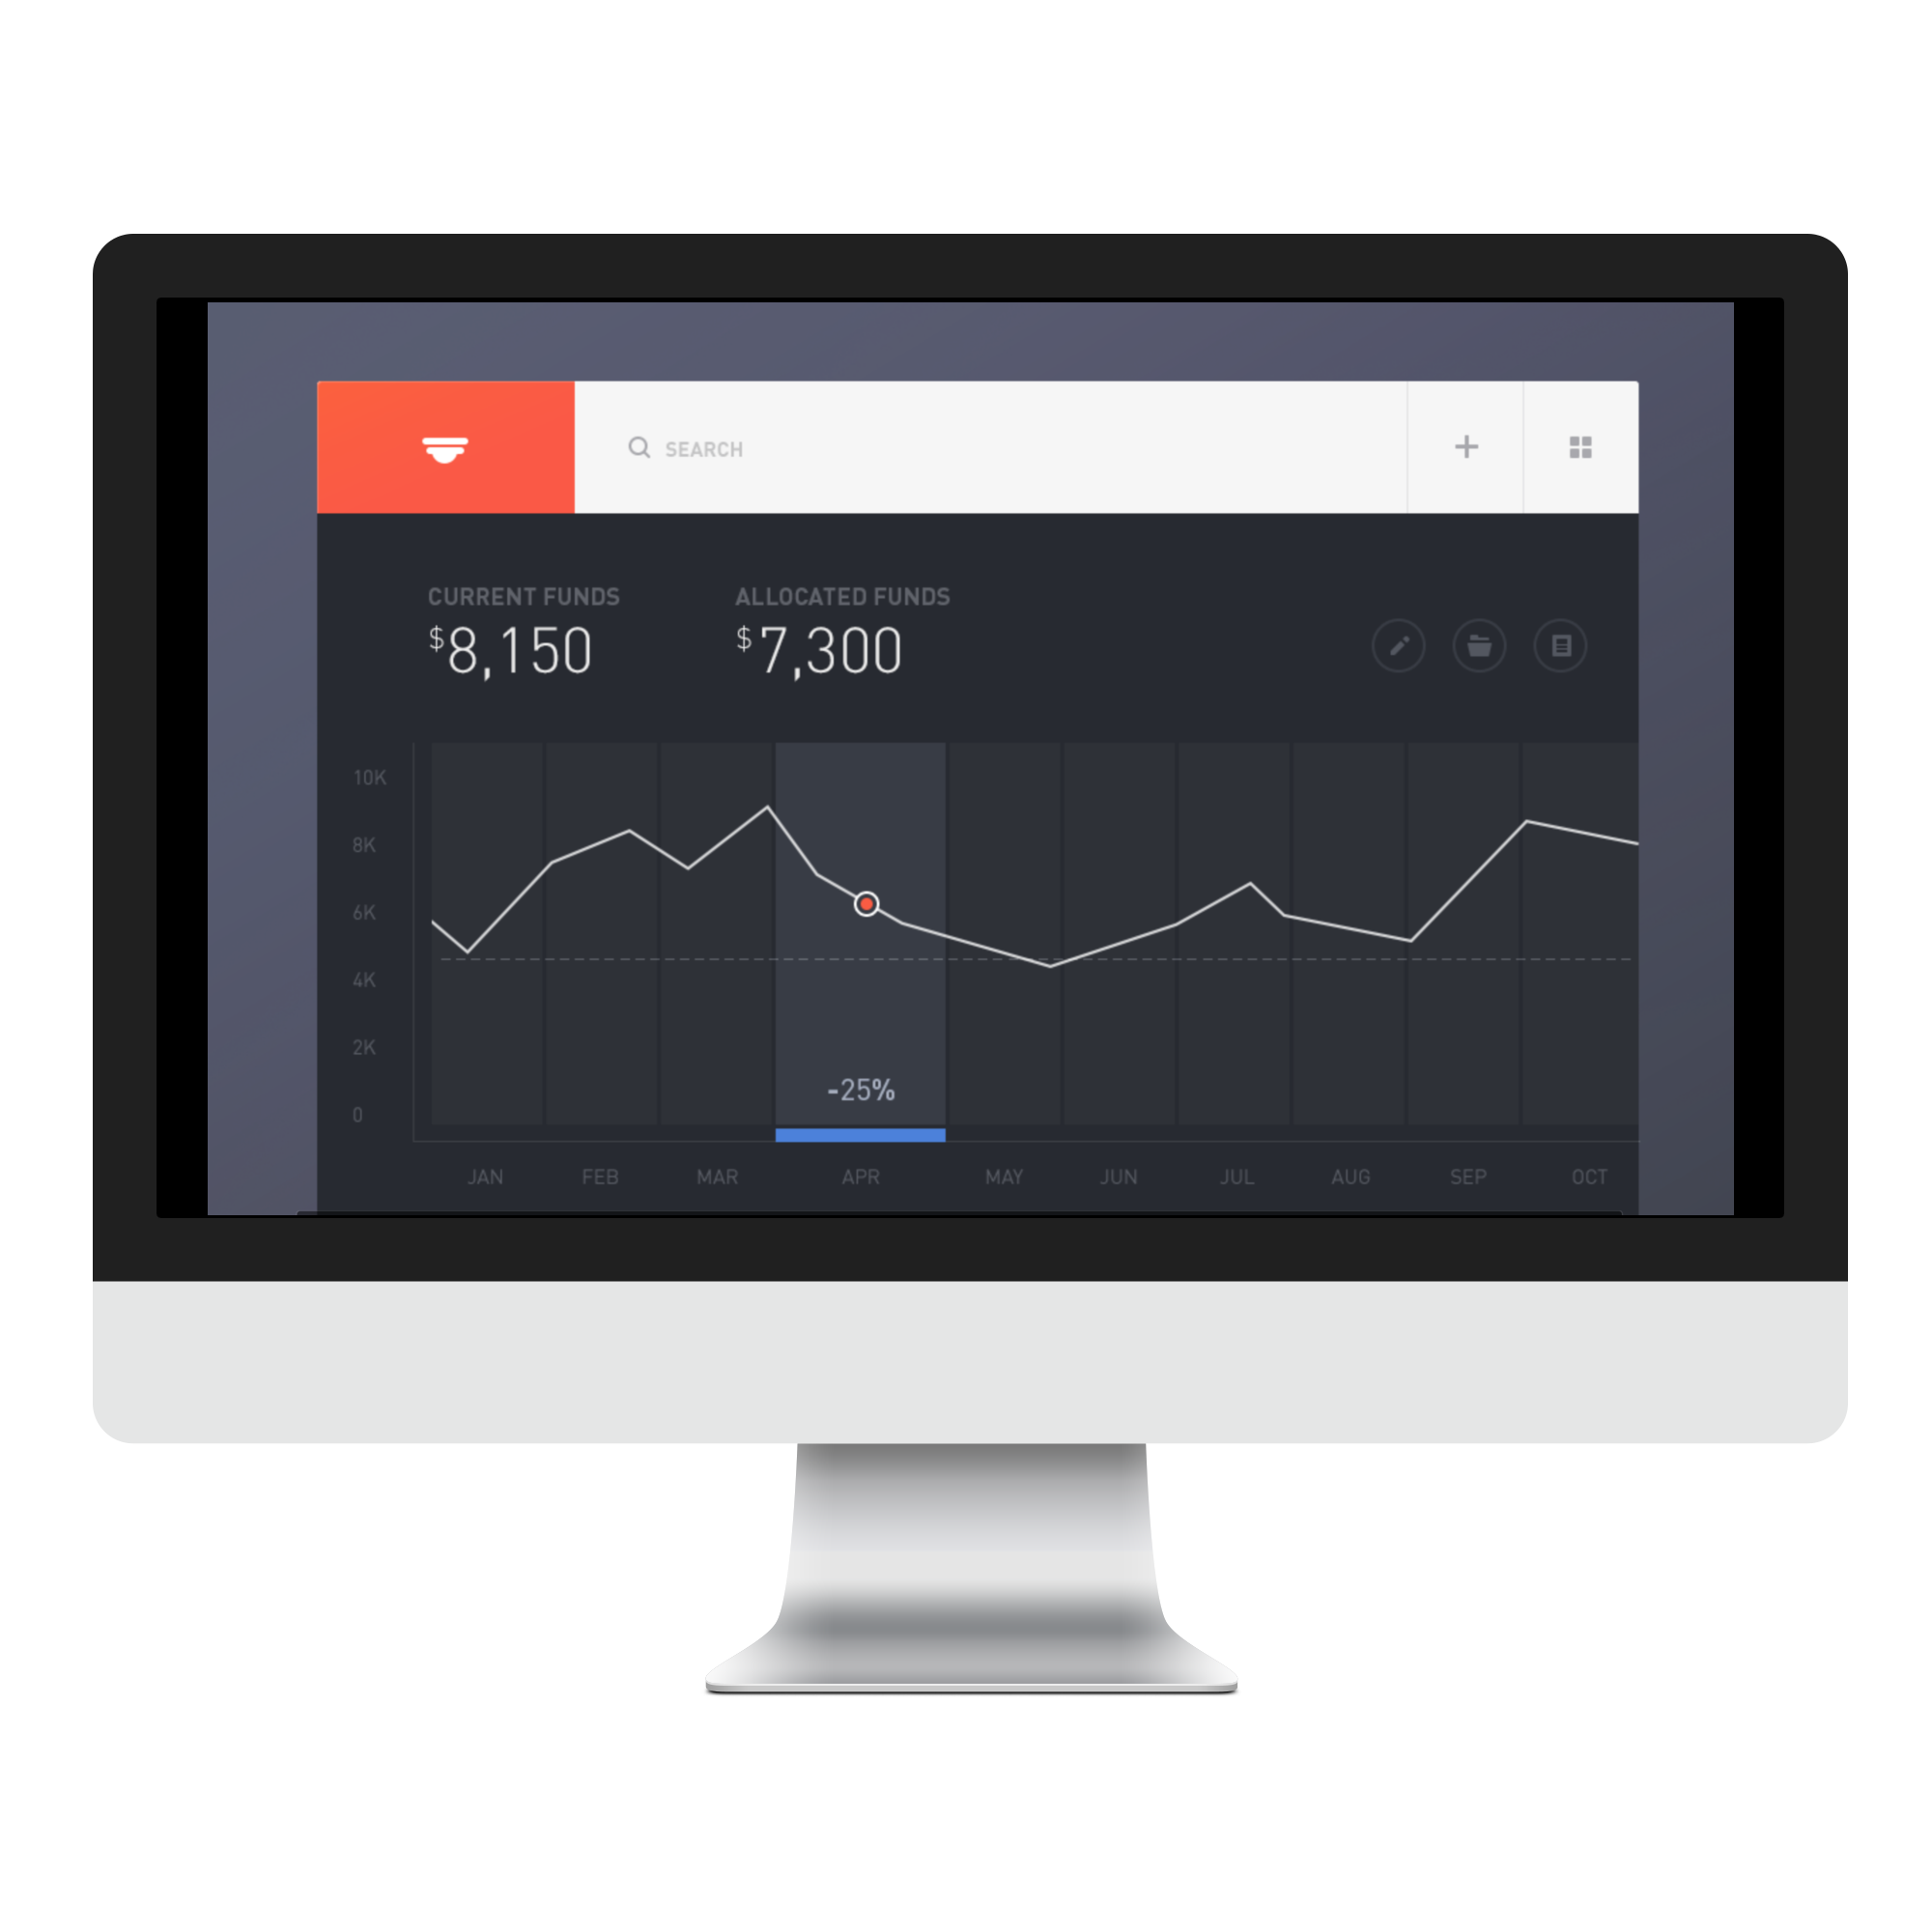 SEARCH
CURRENT FUNDS ALLOCATED FUNDS
$8,150 $7,300
10K
8K
6K
4K
2K
-25%
0
JAN FEB MAR APR MAY JUN JUL AUG SEP OCT